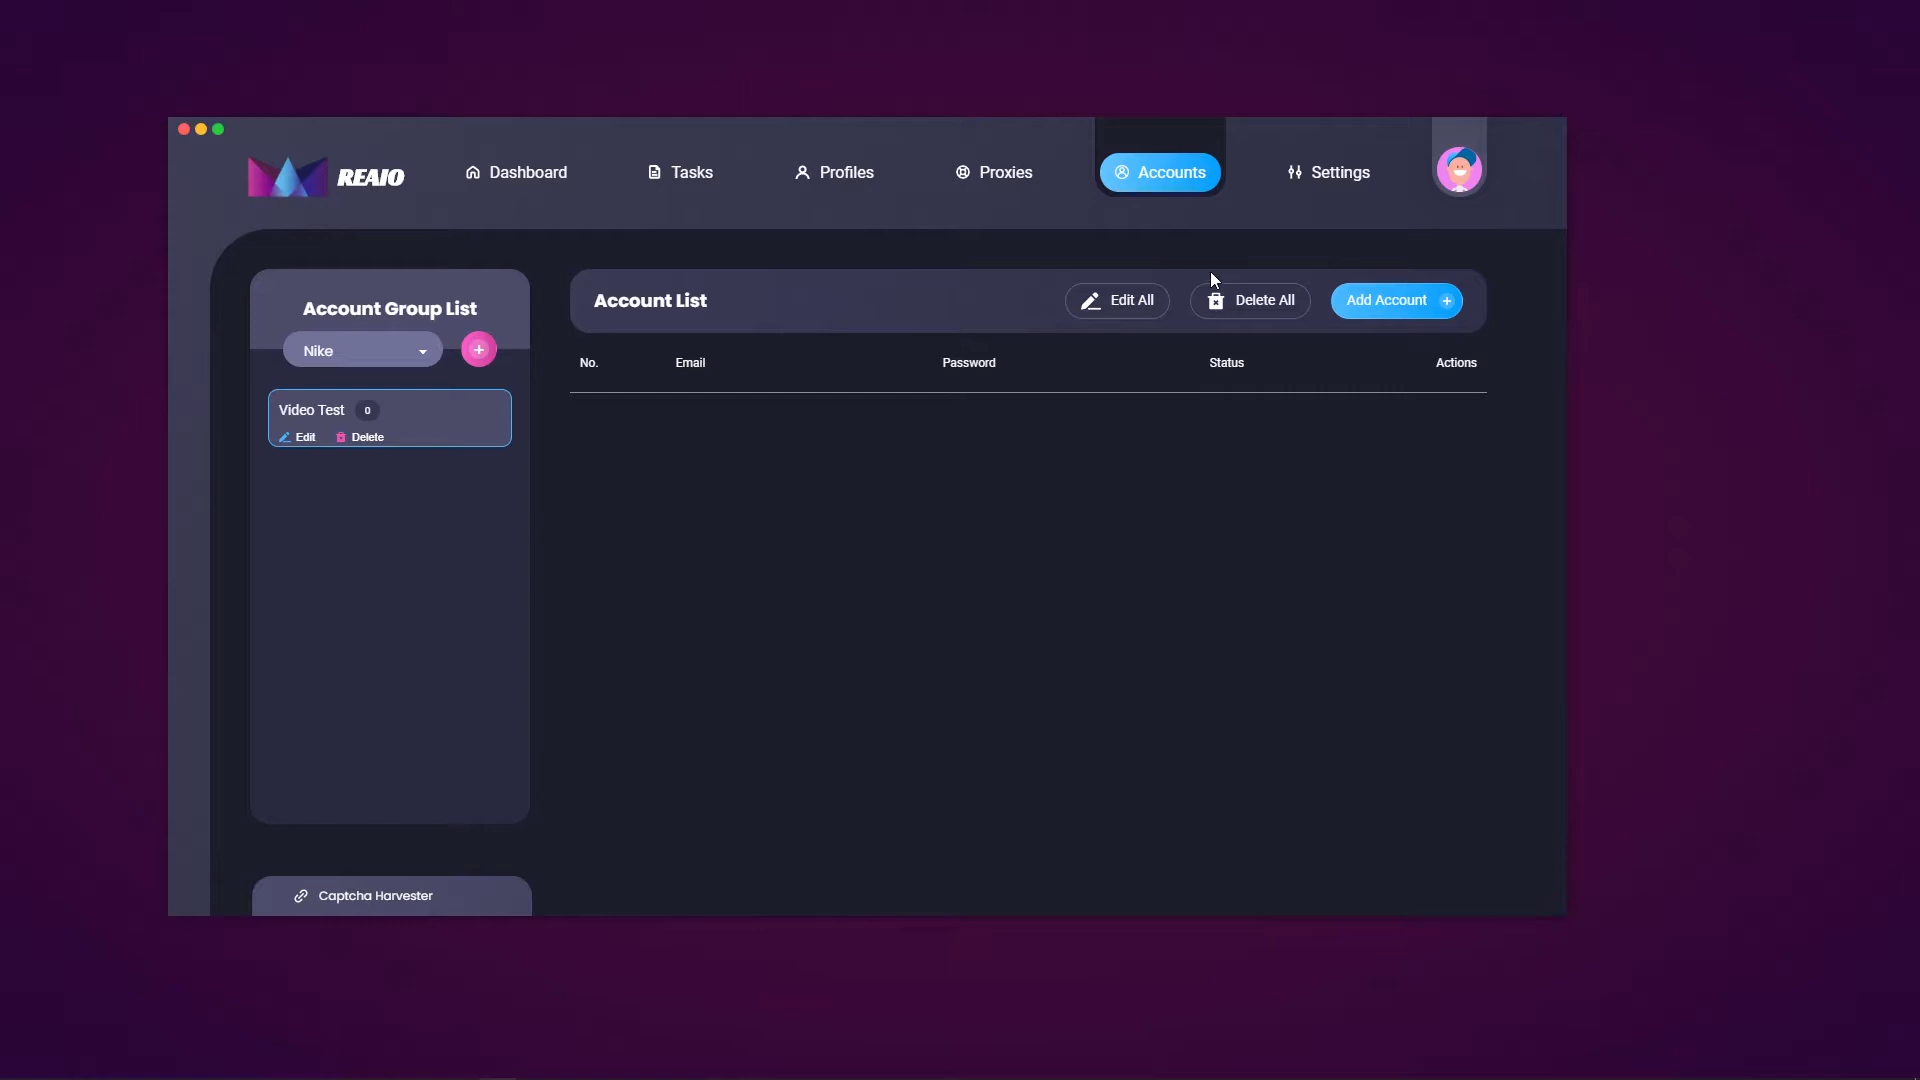 REAIO
Dashboard
Tasks
Profiles
Proxies
Accounts
Settings
Account Group List
Nike
Video Test 0
Edit Delete
Captcha Harvester
Account List
Edit All
Delete All
Add Account
No. Email Password Status Actions